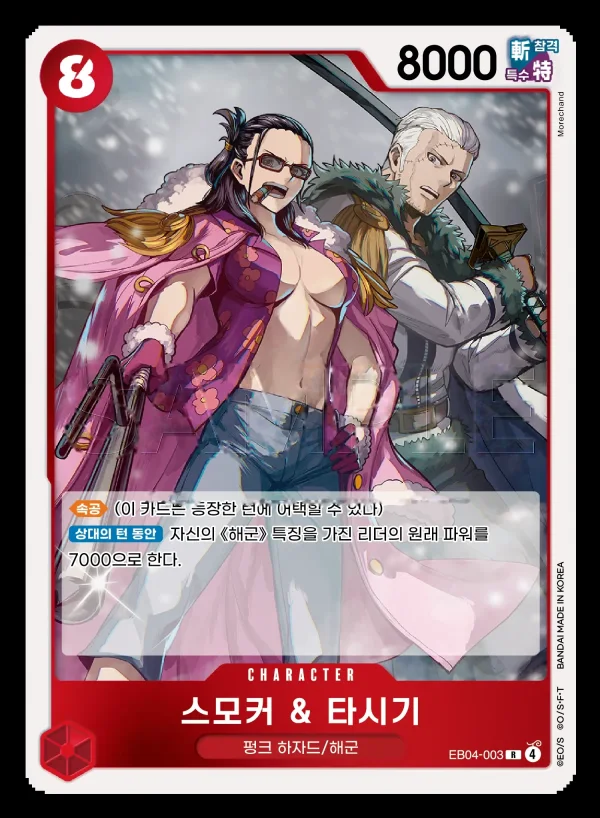 8
8000
斬 참격
특수 特
Morechand
SAMPLE
속공 (이 카드는 등장한 턴에 어택할 수 있다)
상대의 턴 동안 자신의 《해군》 특징을 가진 리더의 원래 파워를
7000으로 한다.
CHARACTER
스모커 & 타시기
펑크 하자드/해군
EB04-003 R 4
©EO/S ©O/S·F·T BANDAI MADE IN KOREA